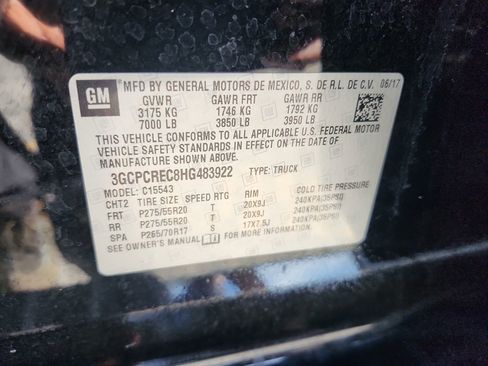 GM
MFD BY GENERAL MOTORS DE MEXICO, S. DE R.L. DE C.V. 06/17
GVWR GAWR FRT GAWR RR
3175 KG 1746 KG 1792 KG
7000 LB 3850 LB 3950 LB
THIS VEHICLE CONFORMS TO ALL APPLICABLE U.S. FEDERAL MOTOR
VEHICLE SAFETY, BUMPER, AND THEFT PREVENTION STANDARDS
IN EFFECT ON THE DATE OF
MANUFACTURE SHOWN ABOVE.
3GCPCREC8HG483922 TYPE: TRUCK
MODEL: C15543
CHT2 TIRE SIZE SPEED RTG RIM COLD TIRE PRESSURE
FRT P275/55R20 T 20X9J 240KPA(35PSI)
RR P275/55R20 T 20X9J 240KPA(35PSI)
SPA P265/70R17 S 17X7.5J 240KPA(35PSI)
SEE OWNER'S MANUAL FOR MORE INFORMATION.